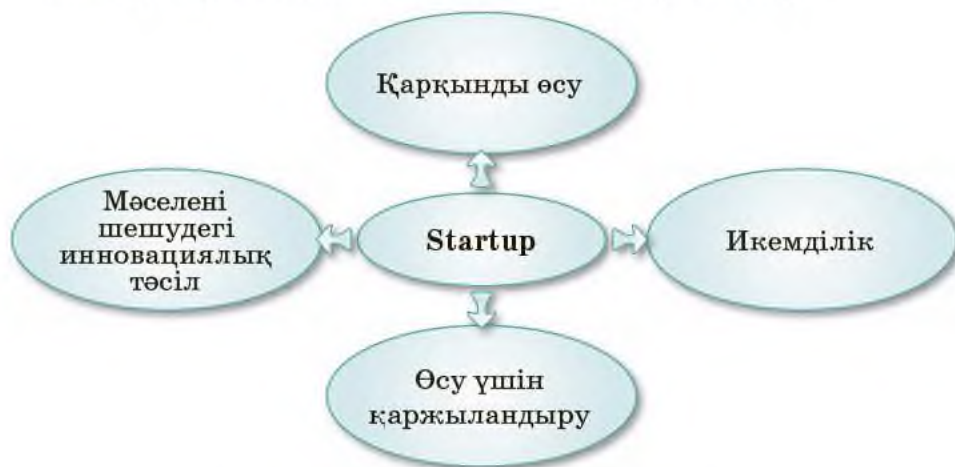 Қарқынды өсу
Мәселені
шешудегі
инновациялық
тәсіл
Startup
Икемділік
Өсу үшін
қаржыландыру